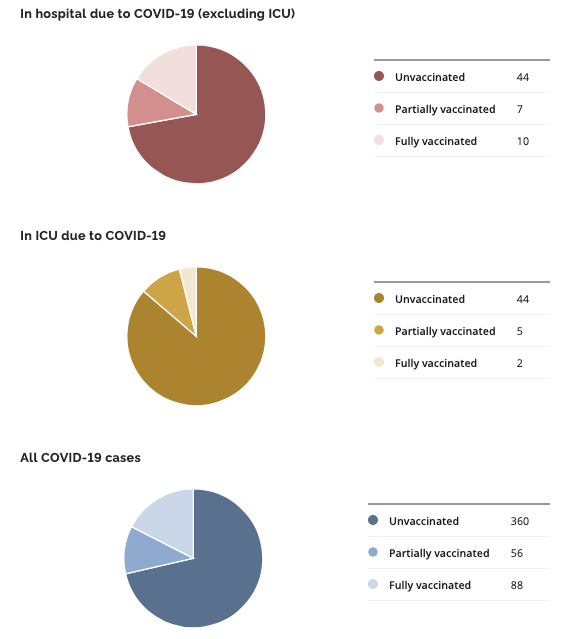 In hospital due to COVID-19 (excluding ICU)
Unvaccinated 44
Partially vaccinated 7
Fully vaccinated 10
In ICU due to COVID-19
Unvaccinated 44
Partially vaccinated 5
Fully vaccinated 2
All COVID-19 cases
Unvaccinated 360
Partially vaccinated 56
Fully vaccinated 88